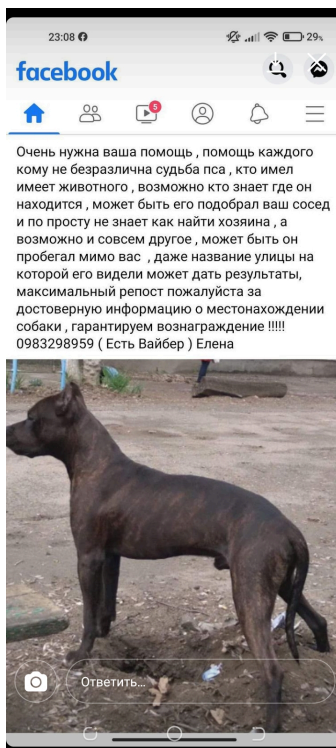 23:08
29%
facebook
5
Очень нужна ваша помощь , помощь каждого
кому не безразлична судьба пса , кто имел
имеет животного , возможно кто знает где он
находится , может быть его подобрал ваш сосед
и по просту не знает как найти хозяина , а
возможно и совсем другое , может быть он
пробегал мимо вас , даже название улицы на
которой его видели может дать результаты,
максимальный репост пожалуйста за
достоверную информацию о местонахождении
собаки , гарантируем вознаграждение !!!!!
0983298959 ( Есть Вайбер ) Елена
Ответить...